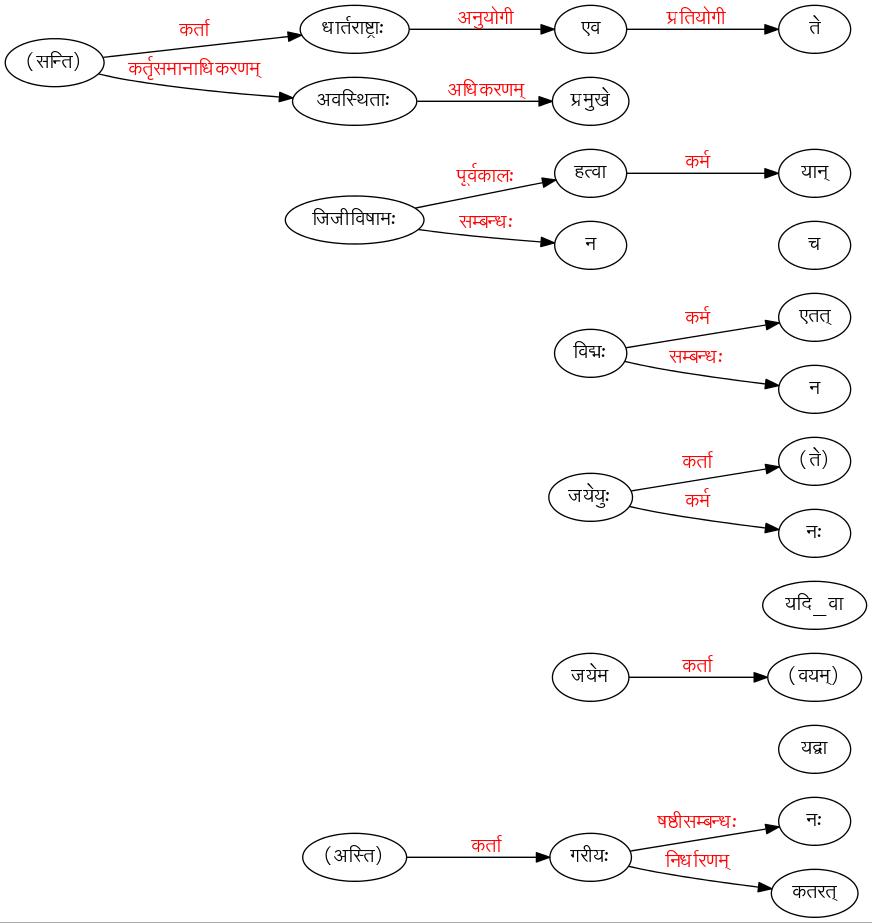 कर्ता
धार्तराष्ट्राः
अनुयोगी
एव
प्रतियोगी
ते
(सन्ति)
कर्तृसमानाधिकरणम्
अवस्थिताः
अधिकरणम्
प्रमुखे
जिजीविषामः
पूर्वकालः
हत्वा
कर्म
यान्
सम्बन्धः
न
च
विद्मः
कर्म
एतत्
सम्बन्धः
न
जयेयुः
कर्ता
(ते)
कर्म
नः
यदि_वा
जयेम
कर्ता
(वयम्)
यद्वा
(अस्ति)
कर्ता
गरीयः
षष्ठीसम्बन्धः
नः
निर्धारणम्
कतरत्